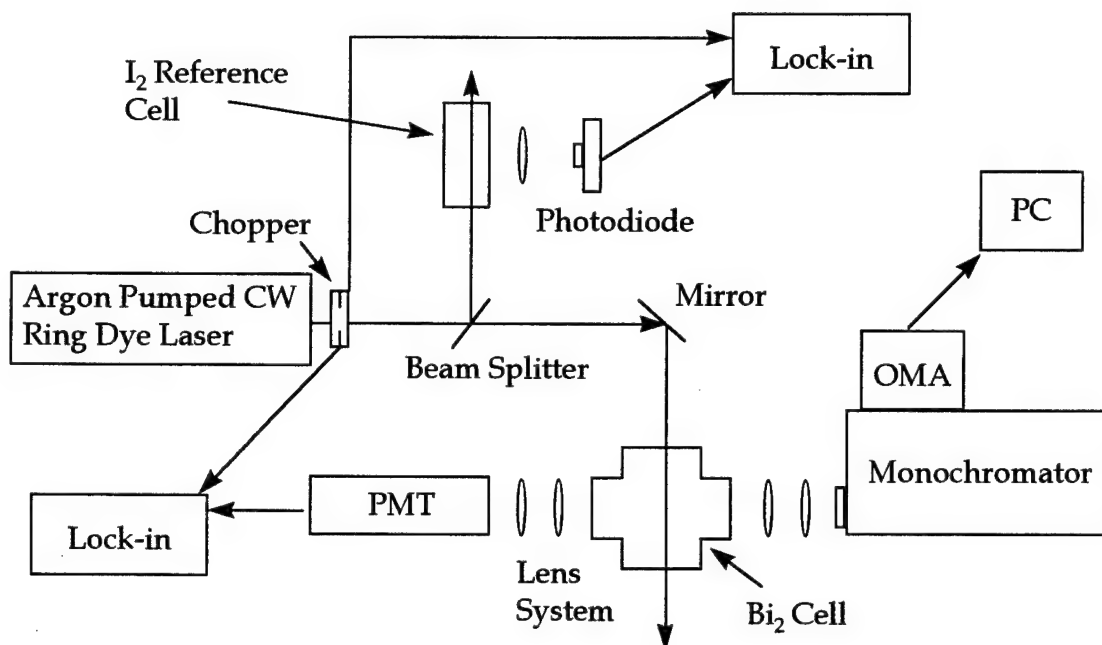 I₂ Reference
Cell
Lock-in
Chopper
Photodiode
PC
Argon Pumped CW
Ring Dye Laser
Mirror
Beam Splitter
OMA
Monochromator
PMT
Lock-in
Lens
System
Bi₂ Cell